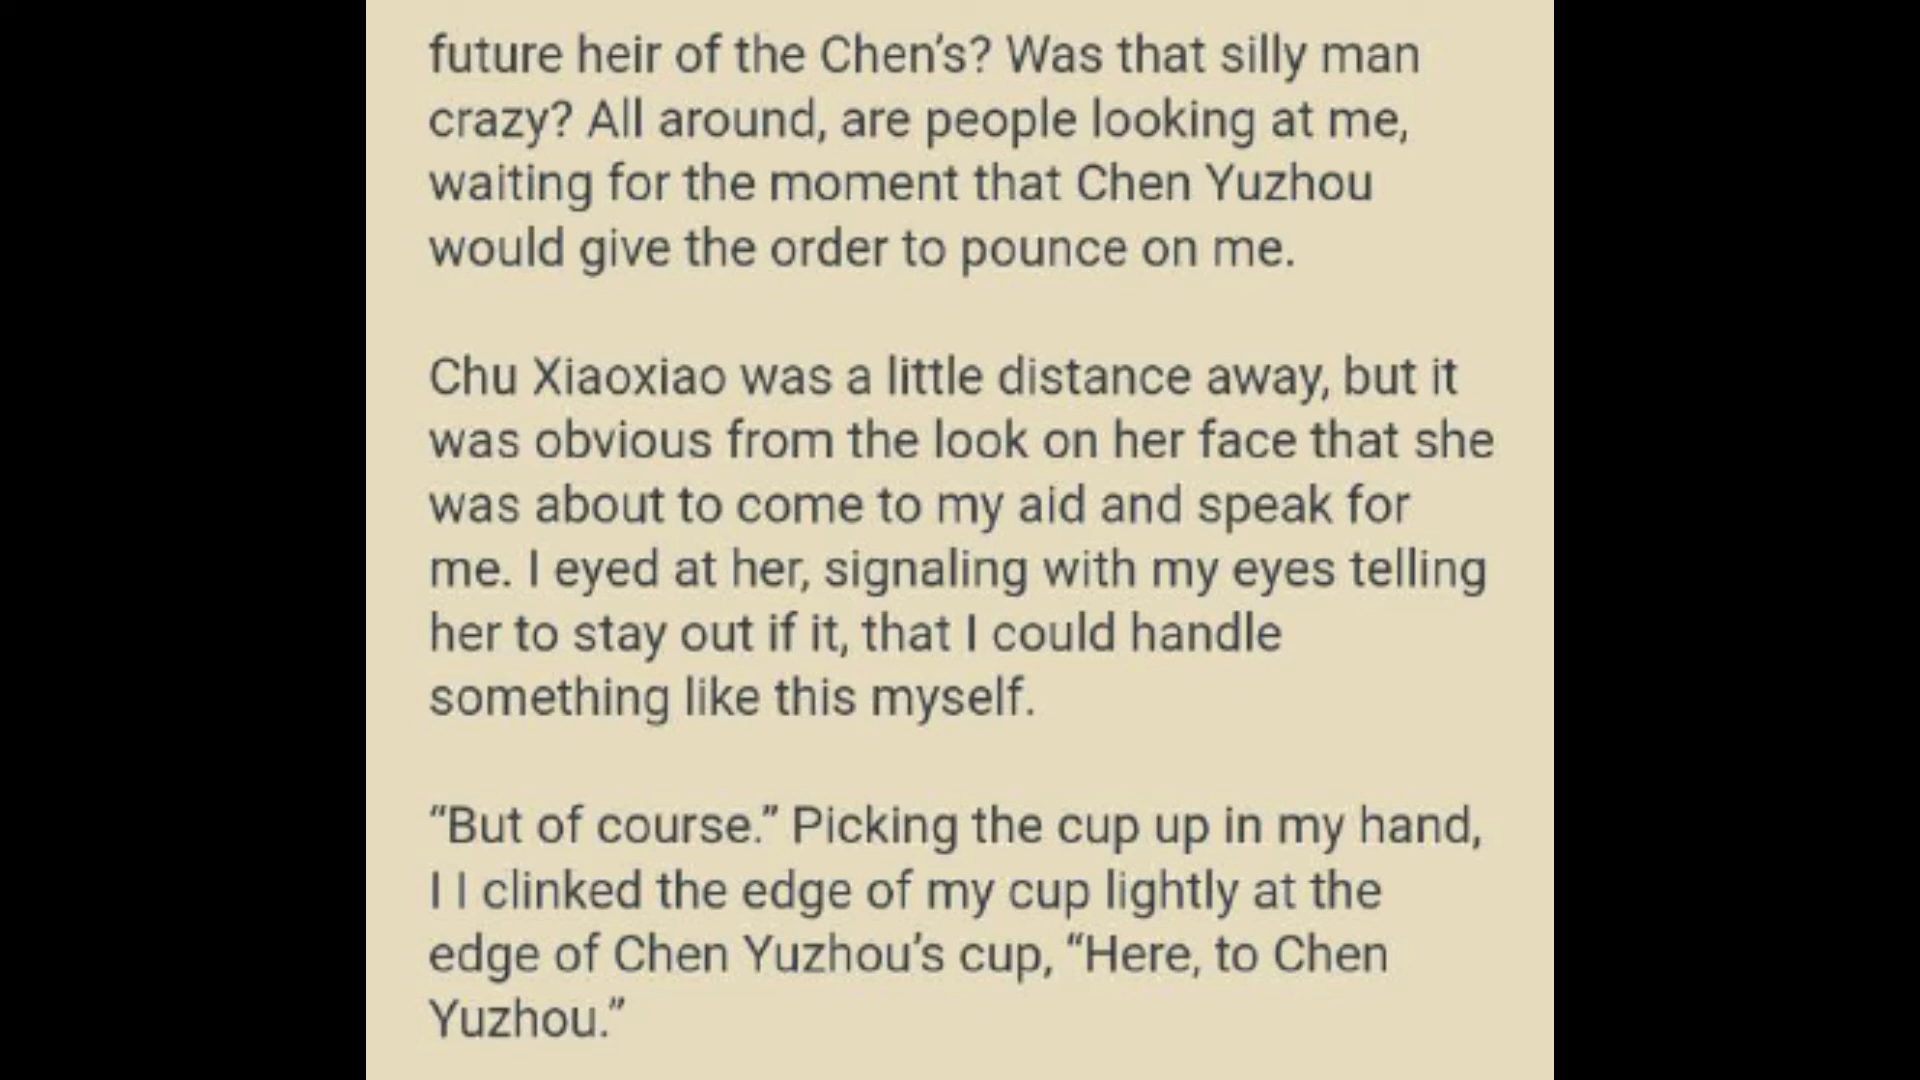 future heir of the Chen’s? Was that silly man
crazy? All around, are people looking at me,
waiting for the moment that Chen Yuzhou
would give the order to pounce on me.
Chu Xiaoxiao was a little distance away, but it
was obvious from the look on her face that she
was about to come to my aid and speak for
me. I eyed at her, signaling with my eyes telling
her to stay out if it, that I could handle
something like this myself.
“But of course.” Picking the cup up in my hand,
I I clinked the edge of my cup lightly at the
edge of Chen Yuzhou’s cup, “Here, to Chen
Yuzhou.”